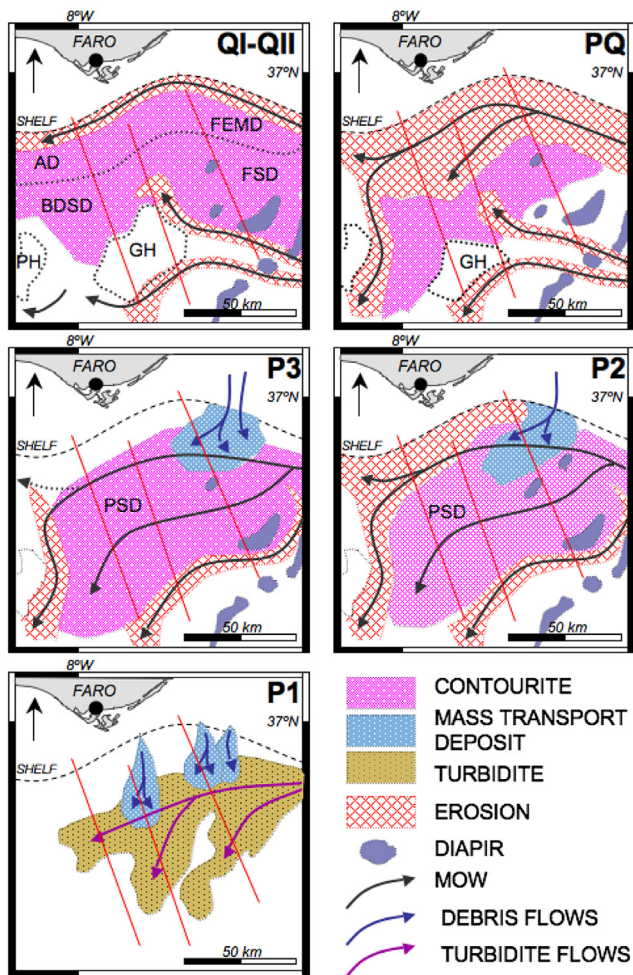 8ºW
FARO
QI-QII
37ºN
SHELF
FEMD
AD
FSD
BDSD
PH
GH
50 km
8ºW
FARO
PQ
37ºN
SHELF
GH
50 km
FARO
P3
37ºN
SHELF
PSD
50 km
FARO
P2
37ºN
SHELF
PSD
50 km
8ºW
FARO
P1
37ºN
SHELF
50 km
CONTOURITE
MASS TRANSPORT
DEPOSIT
TURBIDITE
EROSION
DIAPIR
MOW
DEBRIS FLOWS
TURBIDITE FLOWS